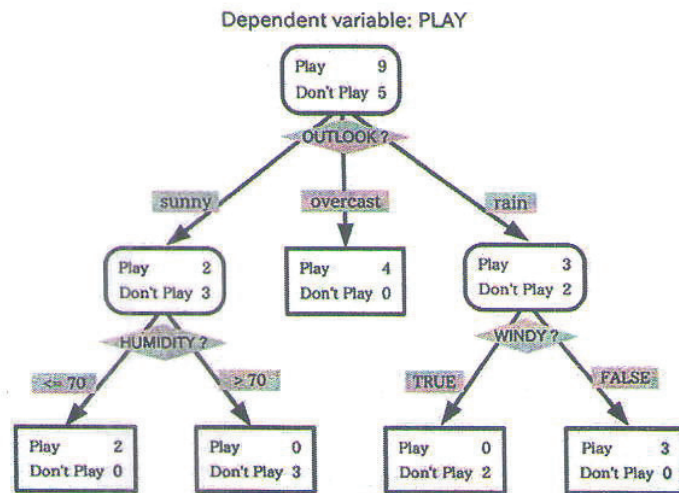 Dependent variable: PLAY
Play 9
Don't Play 5
OUTLOOK ?
sunny
overcast
rain
Play 2
Don't Play 3
Play 4
Don't Play 0
Play 3
Don't Play 2
HUMIDITY ?
WINDY ?
<= 70
> 70
TRUE
FALSE
Play 2
Don't Play 0
Play 0
Don't Play 3
Play 0
Don't Play 2
Play 3
Don't Play 0